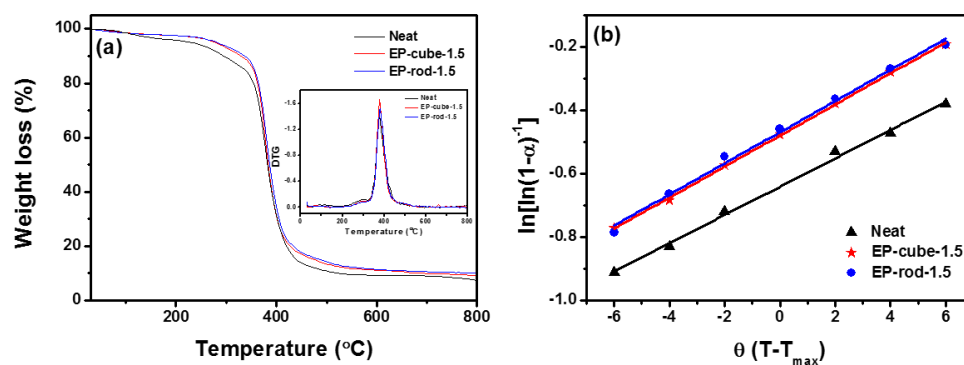 (a)
Neat
EP-cube-1.5
EP-rod-1.5
Weight loss (%)
100
80
60
40
20
0
200
400
600
800
Temperature (°C)
Neat
EP-cube-1.5
EP-rod-1.5
DTG
-1.6
-1.2
-0.8
-0.4
0.0
200
400
600
800
Temperature (°C)
(b)
ln[ln(1-α)⁻¹]
-0.2
-0.4
-0.6
-0.8
-1.0
-6
-4
-2
0
2
4
6
θ (T-Tmax)
Neat
EP-cube-1.5
EP-rod-1.5